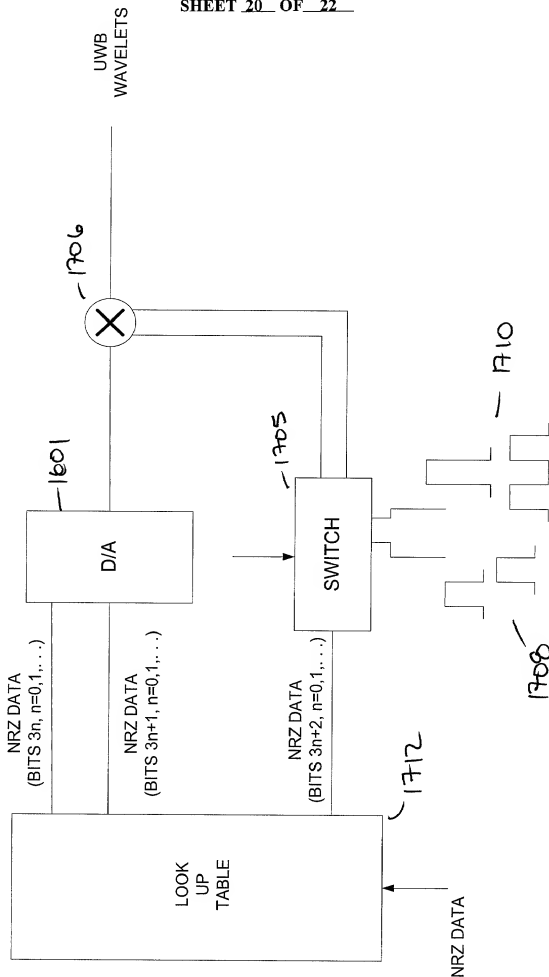 SHEET 20 OF 22
UWB
WAVELETS
1706
1601
D/A
1705
SWITCH
1710
1708
NRZ DATA
(BITS 3n, n=0,1,. . .)
NRZ DATA
(BITS 3n+1, n=0,1,. . .)
NRZ DATA
(BITS 3n+2, n=0,1,. . .)
1712
LOOK
UP
TABLE
NRZ DATA